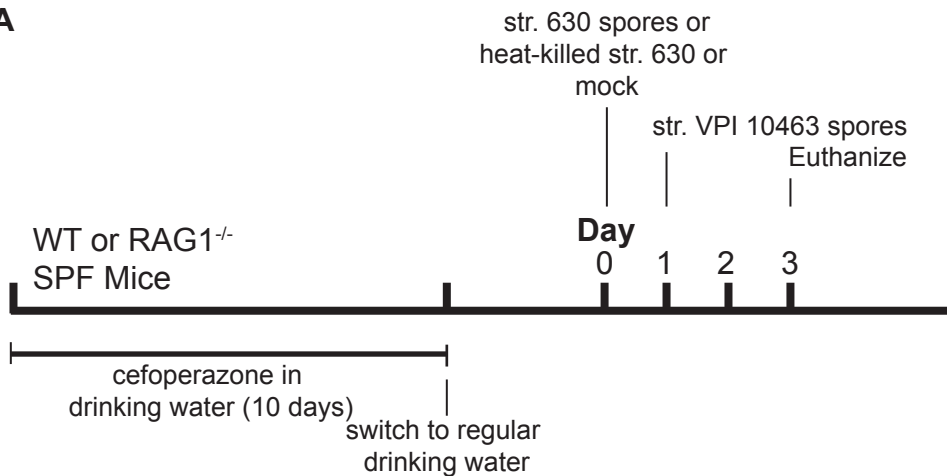 A
str. 630 spores or
heat-killed str. 630 or
mock
str. VPI 10463 spores
Euthanize
WT or RAG1-/-
SPF Mice
Day
0 1 2 3
cefoperazone in
drinking water (10 days)
switch to regular
drinking water